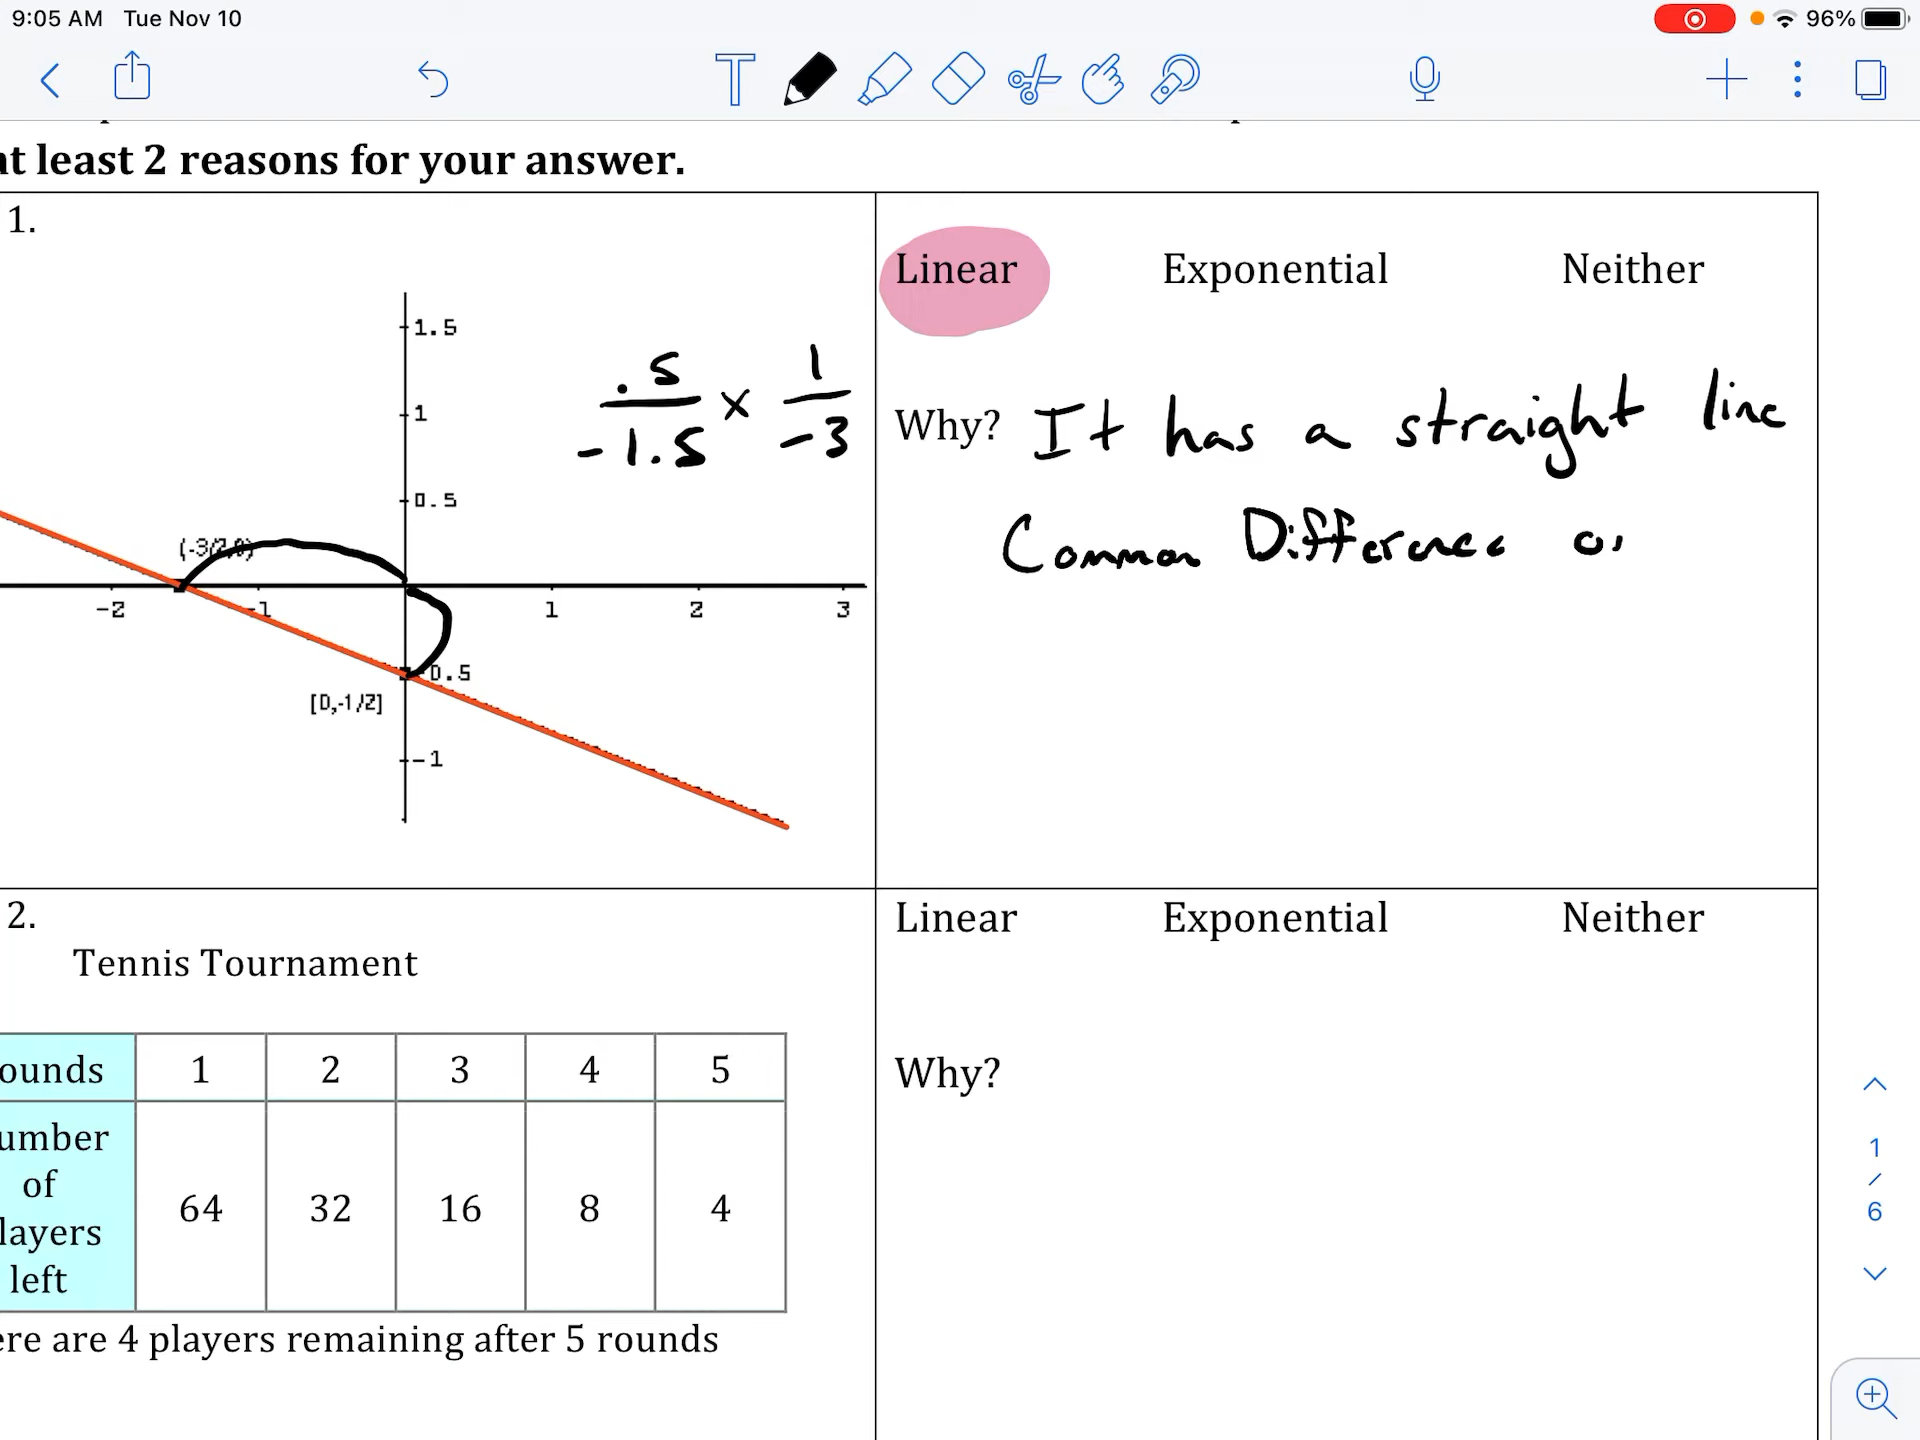 9:05 AM Tue Nov 10 96%
at least 2 reasons for your answer.
1.
Linear Exponential Neither
1.5
1
0.5
(-3/2,0)
-2 -1 1 2 3
-0.5
[0,-1/2]
-1
.5 × 1
-1.5 -3
Why? It has a straight line
Common Difference
2.
Linear Exponential Neither
Tennis Tournament
ounds 1 2 3 4 5
umber
of
layers
left
64 32 16 8 4
Why?
ere are 4 players remaining after 5 rounds
1
/
6